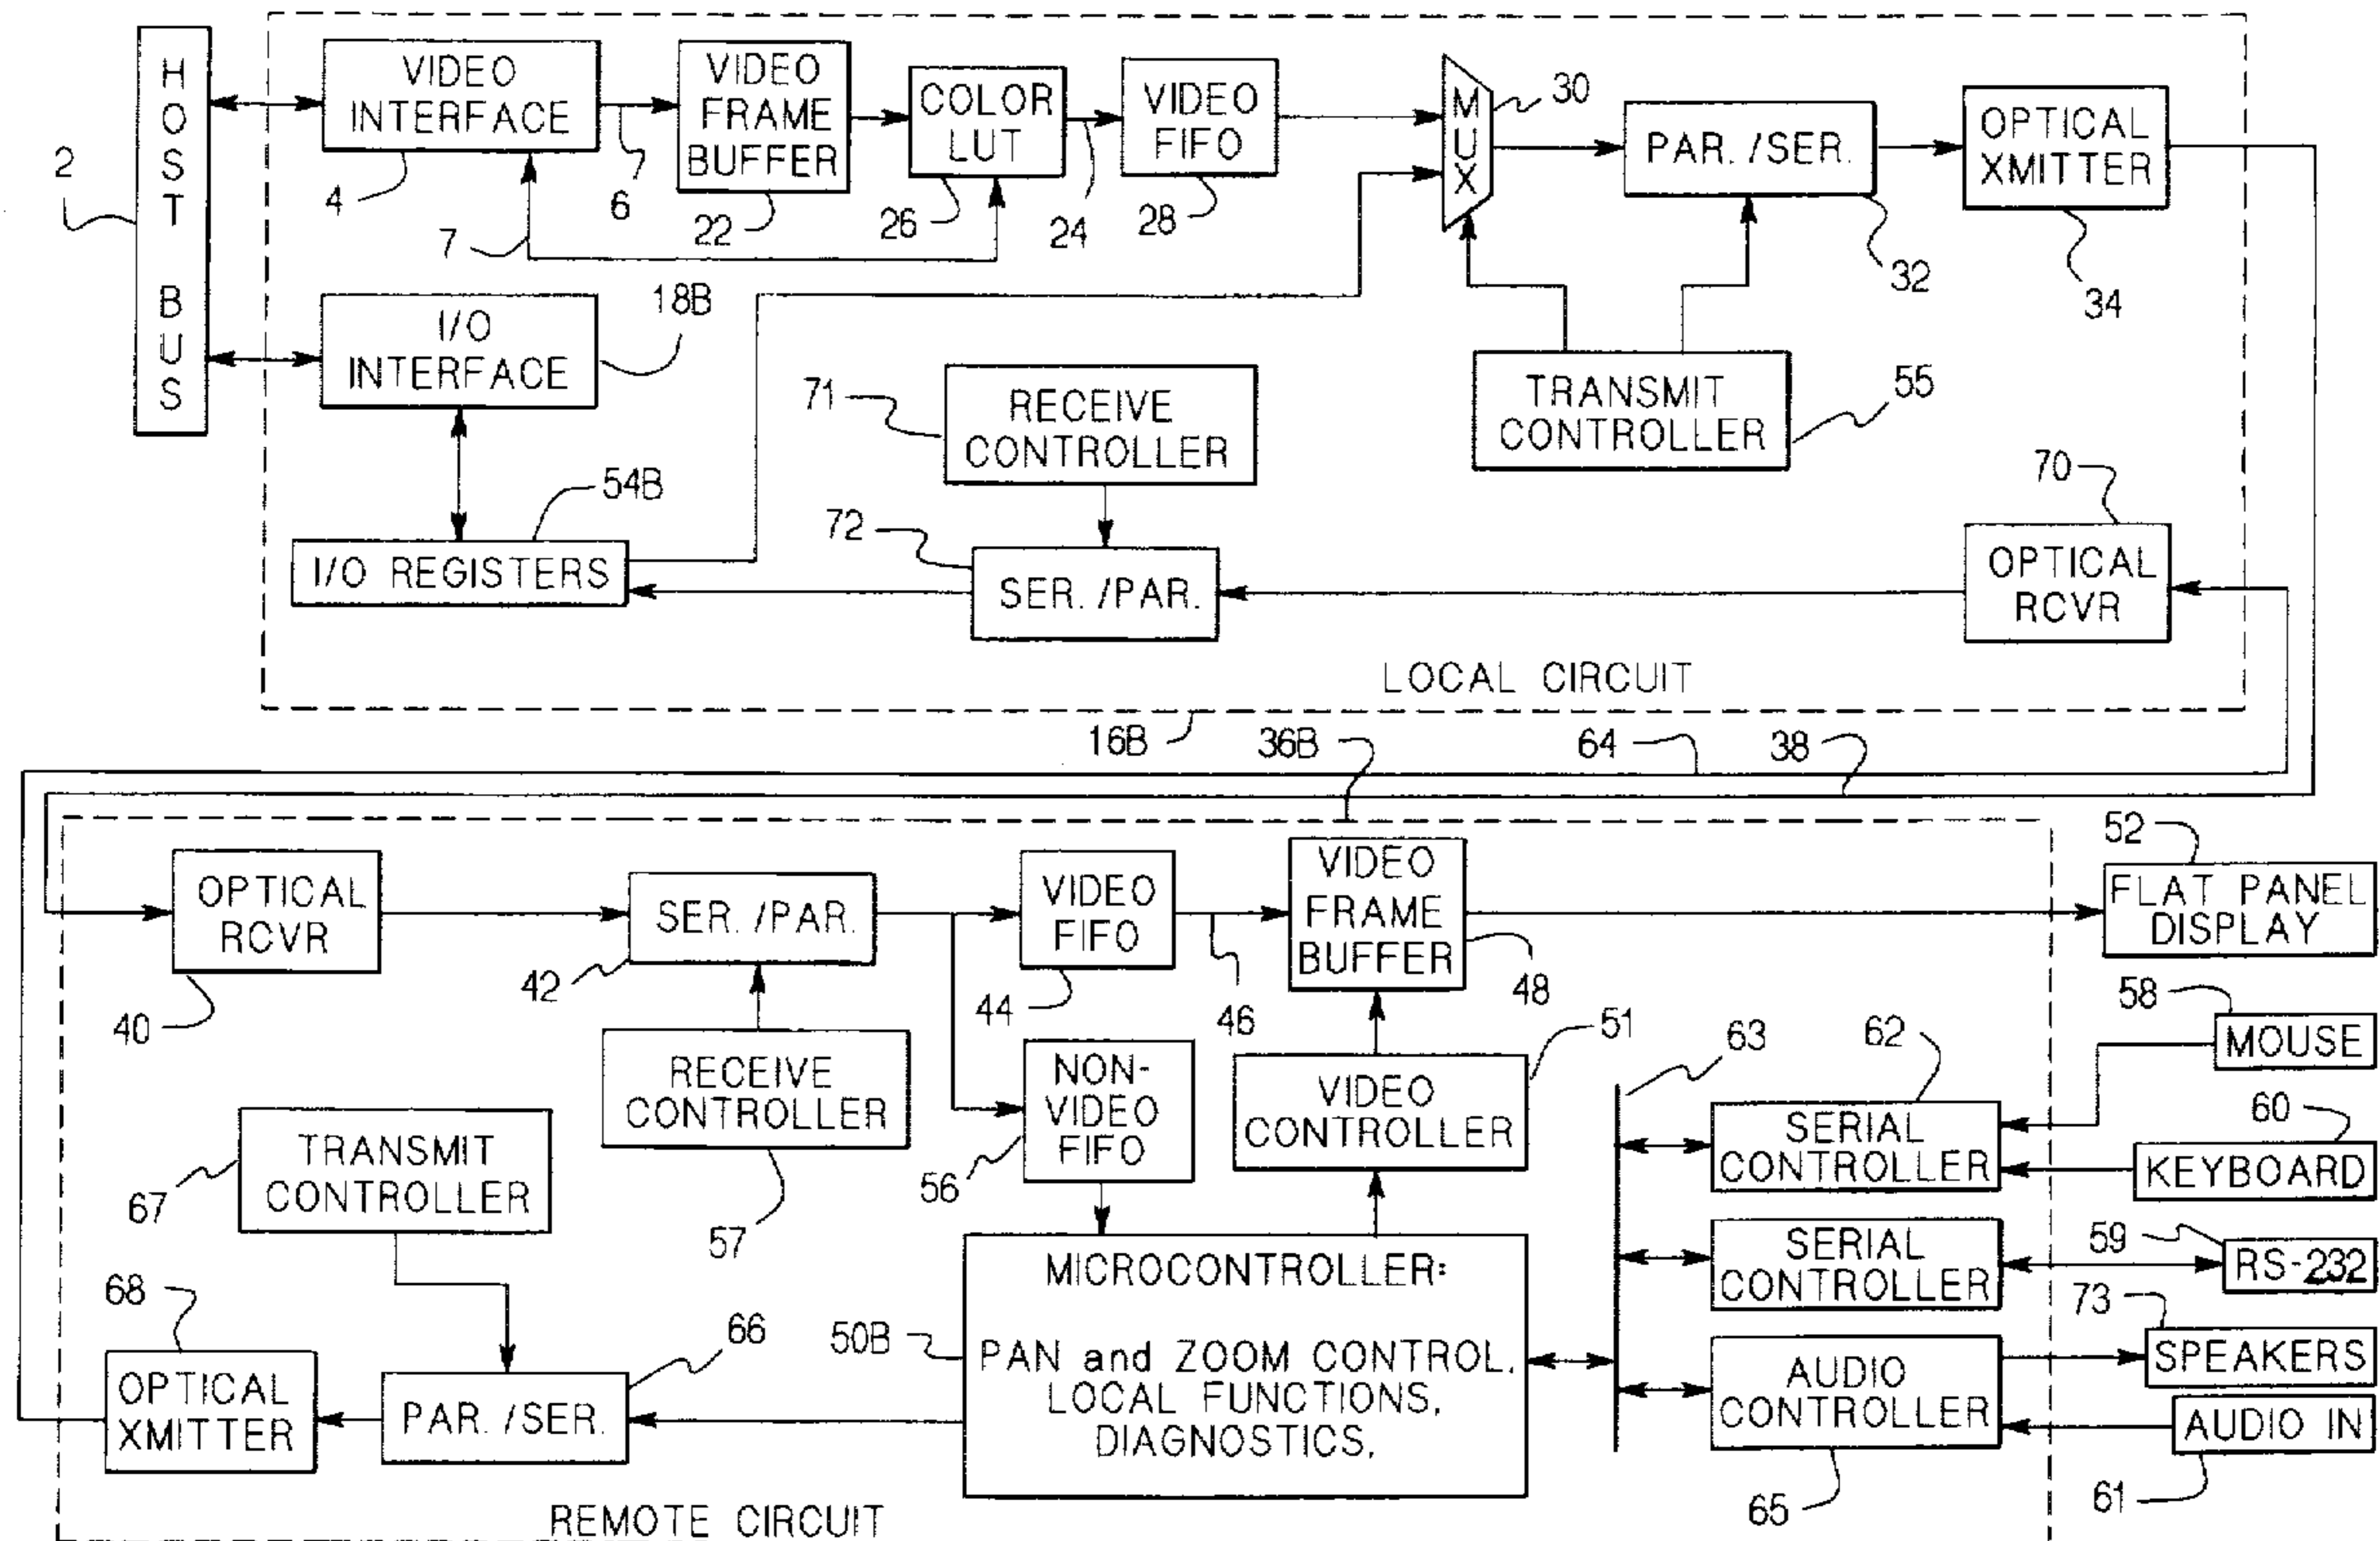 HOST BUS
2
VIDEO
INTERFACE
4
6
7
VIDEO
FRAME
BUFFER
22
COLOR
LUT
26
24
VIDEO
FIFO
28
MUX
30
PAR./SER.
32
OPTICAL
XMITTER
34
I/O
INTERFACE
18B
RECEIVE
CONTROLLER
71
TRANSMIT
CONTROLLER
55
I/O REGISTERS
54B
72
SER./PAR.
70
OPTICAL
RCVR
LOCAL CIRCUIT
16B
36B
64
38
OPTICAL
RCVR
40
SER./PAR.
42
VIDEO
FIFO
44
46
VIDEO
FRAME
BUFFER
48
52
FLAT PANEL
DISPLAY
58
MOUSE
RECEIVE
CONTROLLER
57
NON-
VIDEO
FIFO
56
VIDEO
CONTROLLER
51
63
62
SERIAL
CONTROLLER
60
KEYBOARD
TRANSMIT
CONTROLLER
67
SERIAL
CONTROLLER
59
RS-232
68
OPTICAL
XMITTER
66
PAR./SER.
50B
MICROCONTROLLER:
PAN and ZOOM CONTROL,
LOCAL FUNCTIONS,
DIAGNOSTICS,
73
SPEAKERS
AUDIO
CONTROLLER
65
AUDIO IN
61
REMOTE CIRCUIT